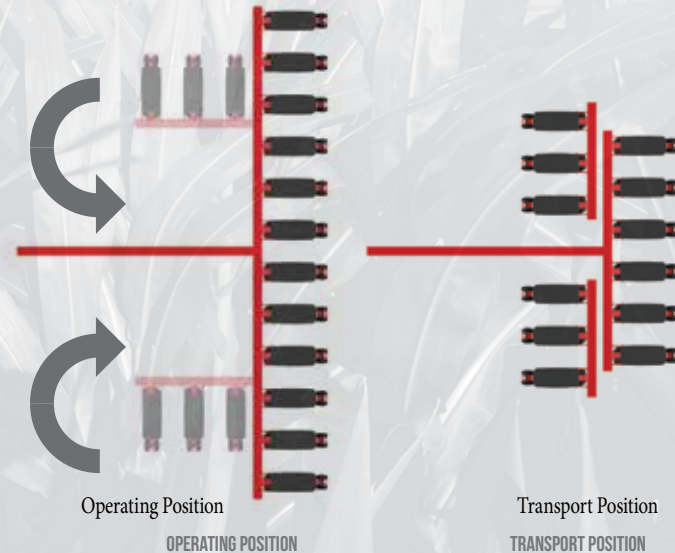 Operating Position
Transport Position
OPERATING POSITION
TRANSPORT POSITION